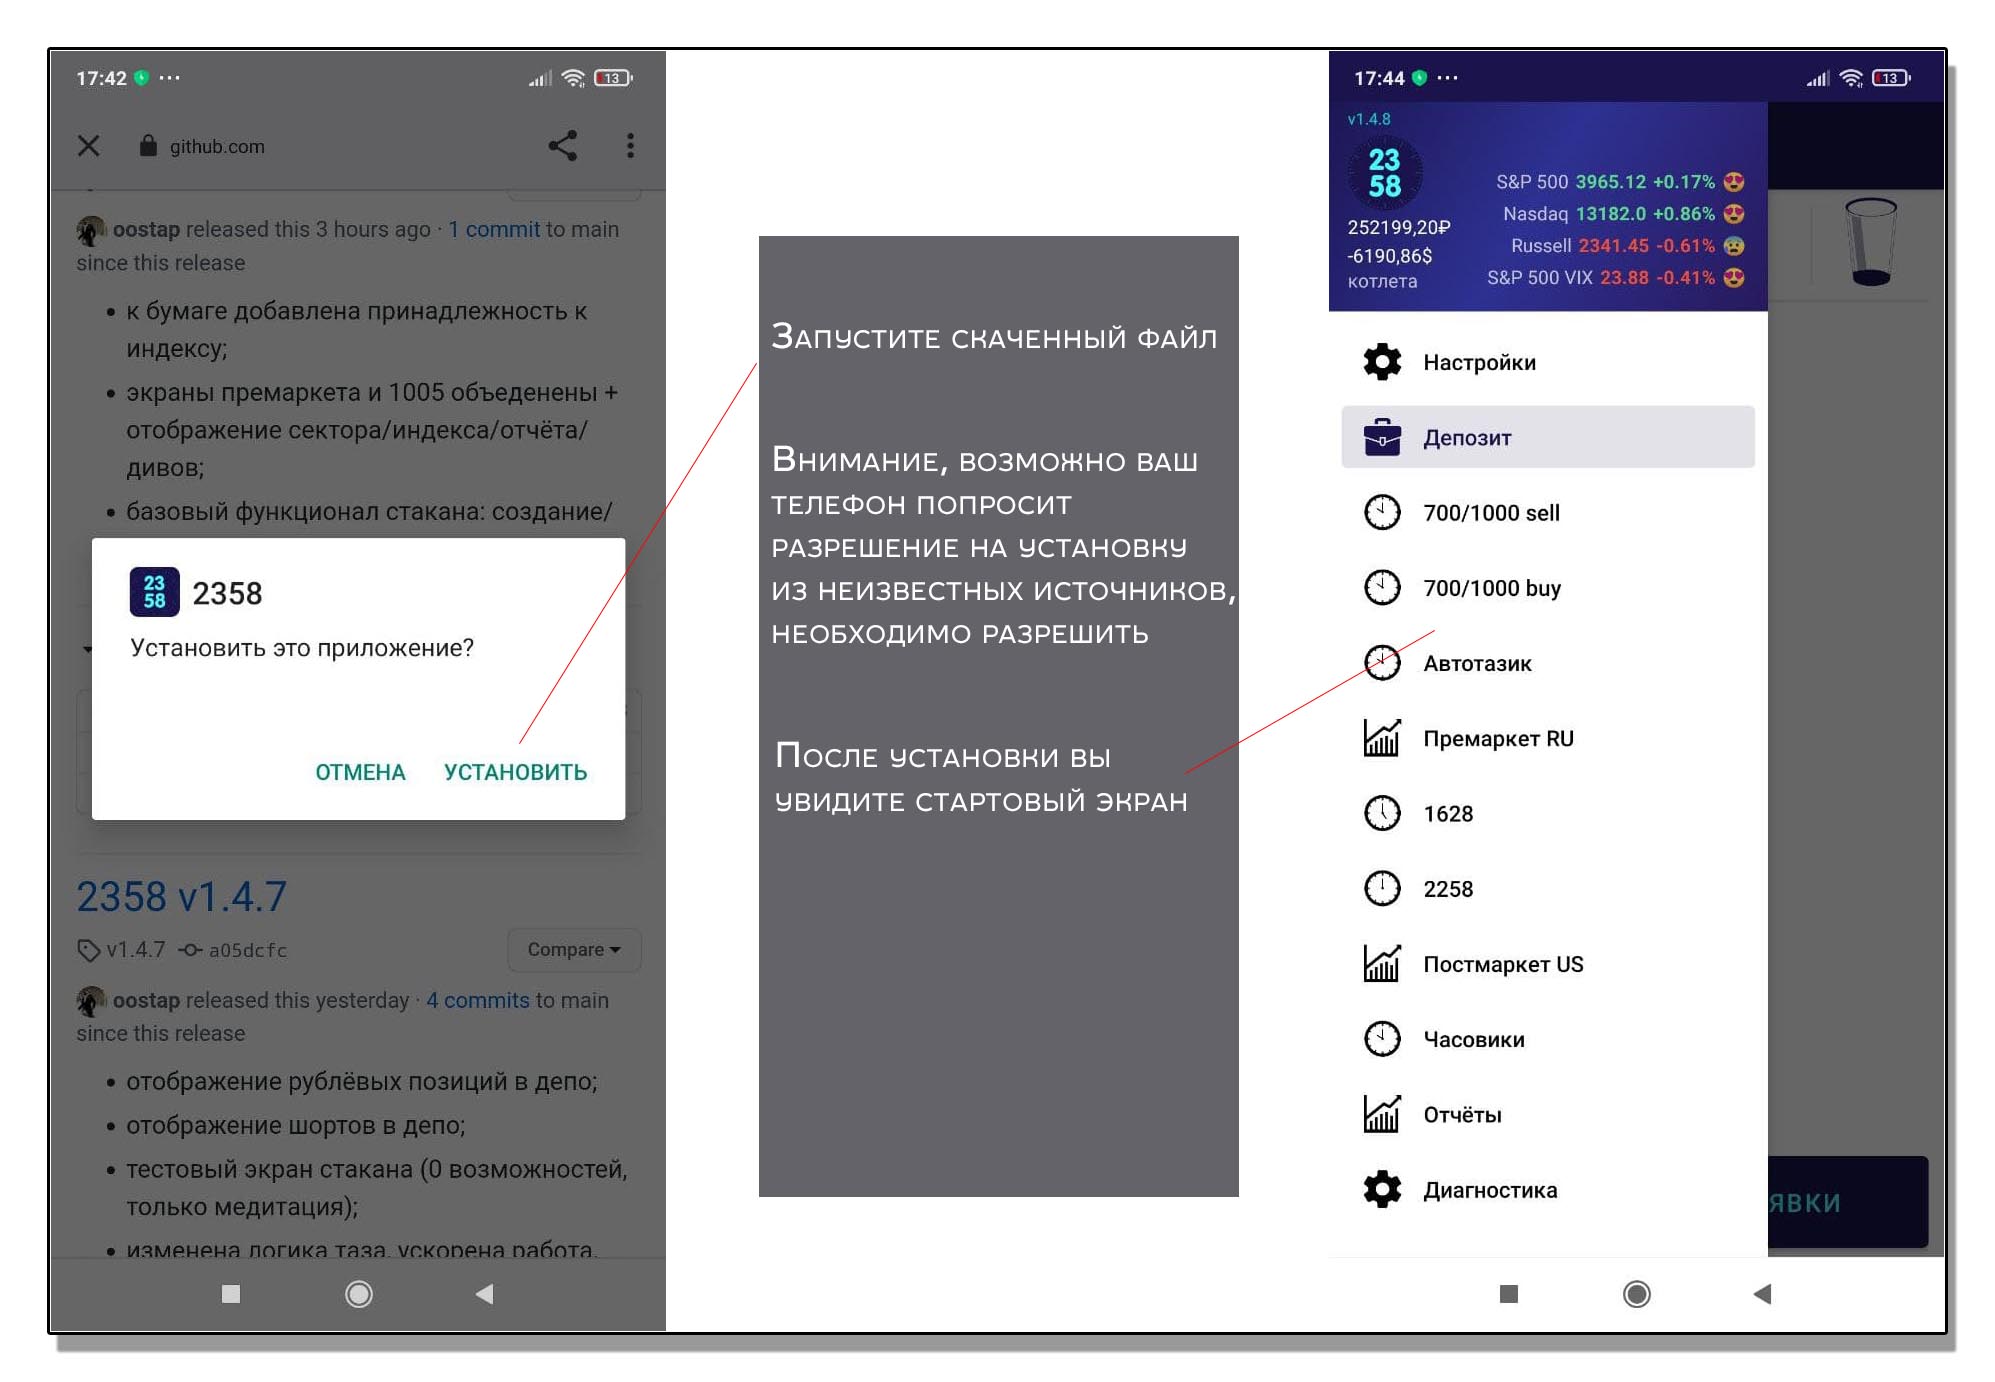 17:42
13
github.com
oostap released this 3 hours ago · 1 commit to main
since this release
• к бумаге добавлена принадлежность к
индексу;
• экраны премаркета и 1005 объеденены +
отображение сектора/индекса/отчёта/
дивов;
• базовый функционал стакана: создание/
23
58
2358
Установить это приложение?
ОТМЕНА
УСТАНОВИТЬ
2358 v1.4.7
v1.4.7
a05dcfc
Compare
oostap released this yesterday · 4 commits to main
since this release
• отображение рублёвых позиций в депо;
• отображение шортов в депо;
• тестовый экран стакана (0 возможностей,
только медитация);
• изменена логика таза, ускорена работа,
Запустите скаченный файл
Внимание, возможно ваш
телефон попросит
разрешение на установку
из неизвестных источников,
необходимо разрешить
После установки вы
увидите стартовый экран
17:44
13
v1.4.8
23
58
252199,20₽
-6190,86$
котлета
S&P 500 3965.12 +0.17% 😍
Nasdaq 13182.0 +0.86% 😍
Russell 2341.45 -0.61% 😰
S&P 500 VIX 23.88 -0.41% 😍
Настройки
Депозит
700/1000 sell
700/1000 buy
Автотазик
Премаркет RU
1628
2258
Постмаркет US
Часовики
Отчёты
Диагностика
ЯВКИ